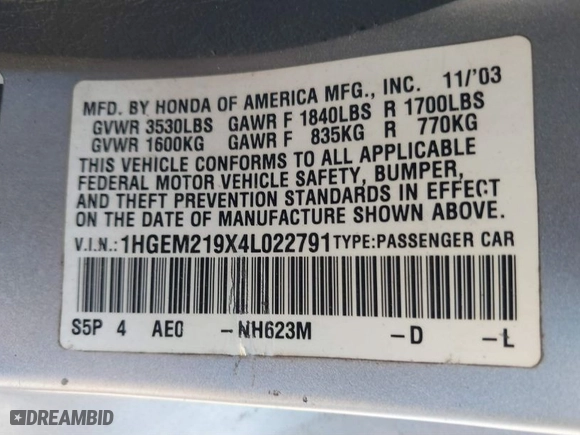 MFD. BY HONDA OF AMERICA MFG., INC. 11/'03
GVWR 3530LBS GAWR F 1840LBS R 1700LBS
GVWR 1600KG GAWR F 835KG R 770KG
THIS VEHICLE CONFORMS TO ALL APPLICABLE
FEDERAL MOTOR VEHICLE SAFETY, BUMPER,
AND THEFT PREVENTION STANDARDS IN EFFECT
ON THE DATE OF MANUFACTURE SHOWN ABOVE.
V.I.N.:1HGEM219X4L022791 TYPE:PASSENGER CAR
S5P 4 AE0 -NH623M -D -L
DREAMBID